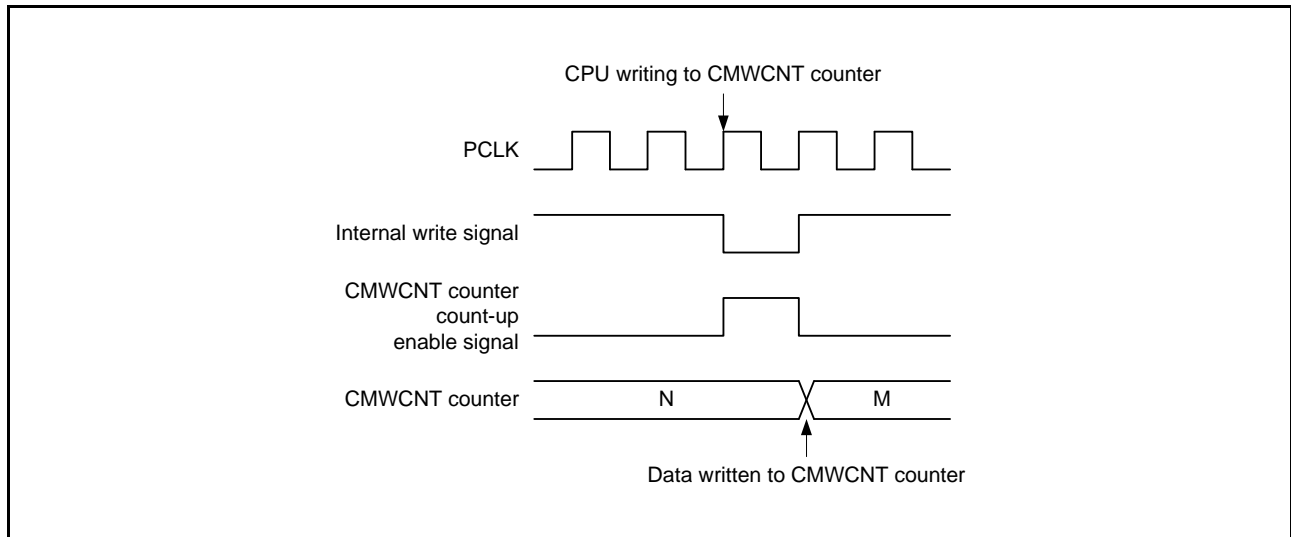 CPU writing to CMWCNT counter
PCLK
Internal write signal
CMWCNT counter
count-up
enable signal
CMWCNT counter
N
M
Data written to CMWCNT counter